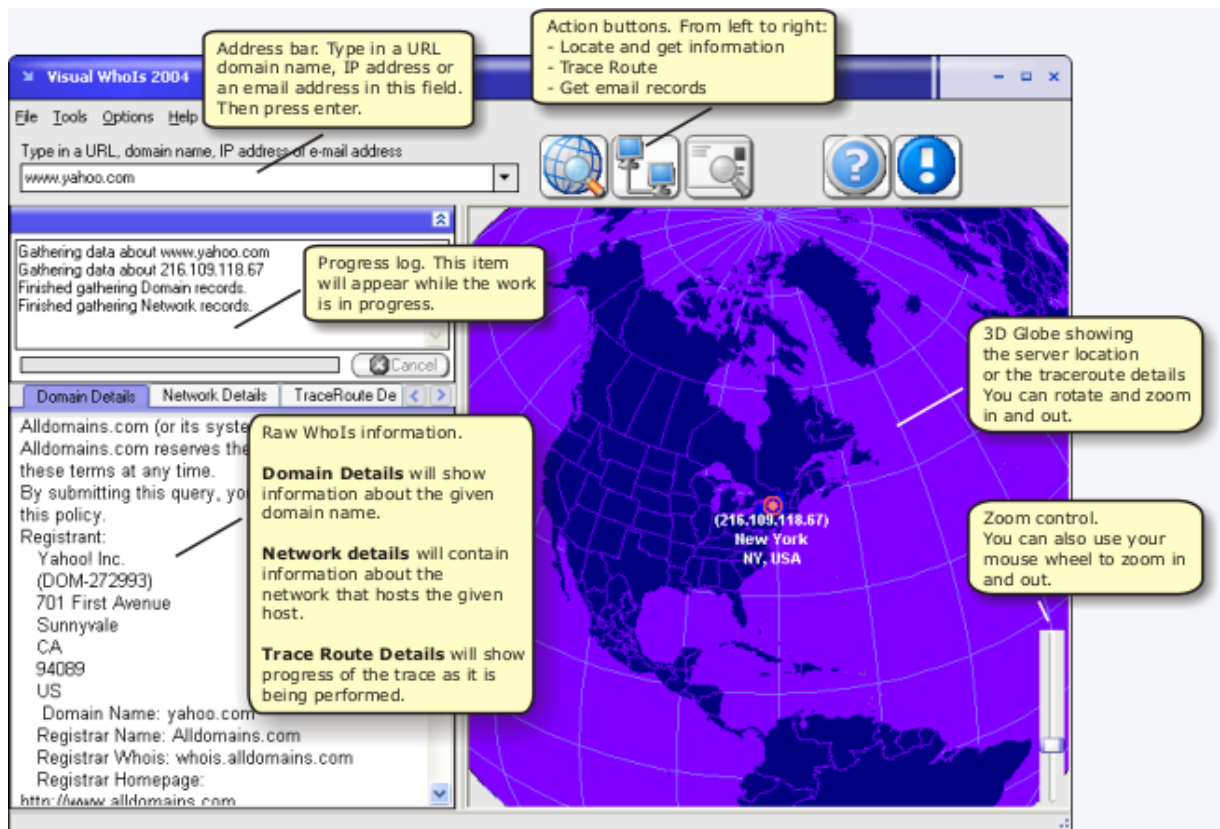 Address bar. Type in a URL
domain name, IP address or
an email address in this field.
Then press enter.
Action buttons. From left to right:
- Locate and get information
- Trace Route
- Get email records
Visual WhoIs 2004
File Tools Options Help
Type in a URL, domain name, IP address or e-mail address
www.yahoo.com
Gathering data about www.yahoo.com
Gathering data about 216.109.118.67
Finished gathering Domain records.
Finished gathering Network records.
Progress log. This item
will appear while the work
is in progress.
Cancel
3D Globe showing
the server location
or the traceroute details
You can rotate and zoom
in and out.
Domain Details
Network Details
TraceRoute De
Alldomains.com (or its syste
Alldomains.com reserves the
these terms at any time.
By submitting this query, yo
this policy.
Registrant:
Yahoo! Inc.
(DOM-272993)
701 First Avenue
Sunnyvale
CA
94089
US
Domain Name: yahoo.com
Registrar Name: Alldomains.com
Registrar Whois: whois.alldomains.com
Registrar Homepage:
http://www.alldomains.com
Raw WhoIs information.
Domain Details will show
information about the given
domain name.
Network details will contain
information about the
network that hosts the given
host.
Trace Route Details will show
progress of the trace as it is
being performed.
(216.109.118.67)
New York
NY, USA
Zoom control.
You can also use your
mouse wheel to zoom in
and out.